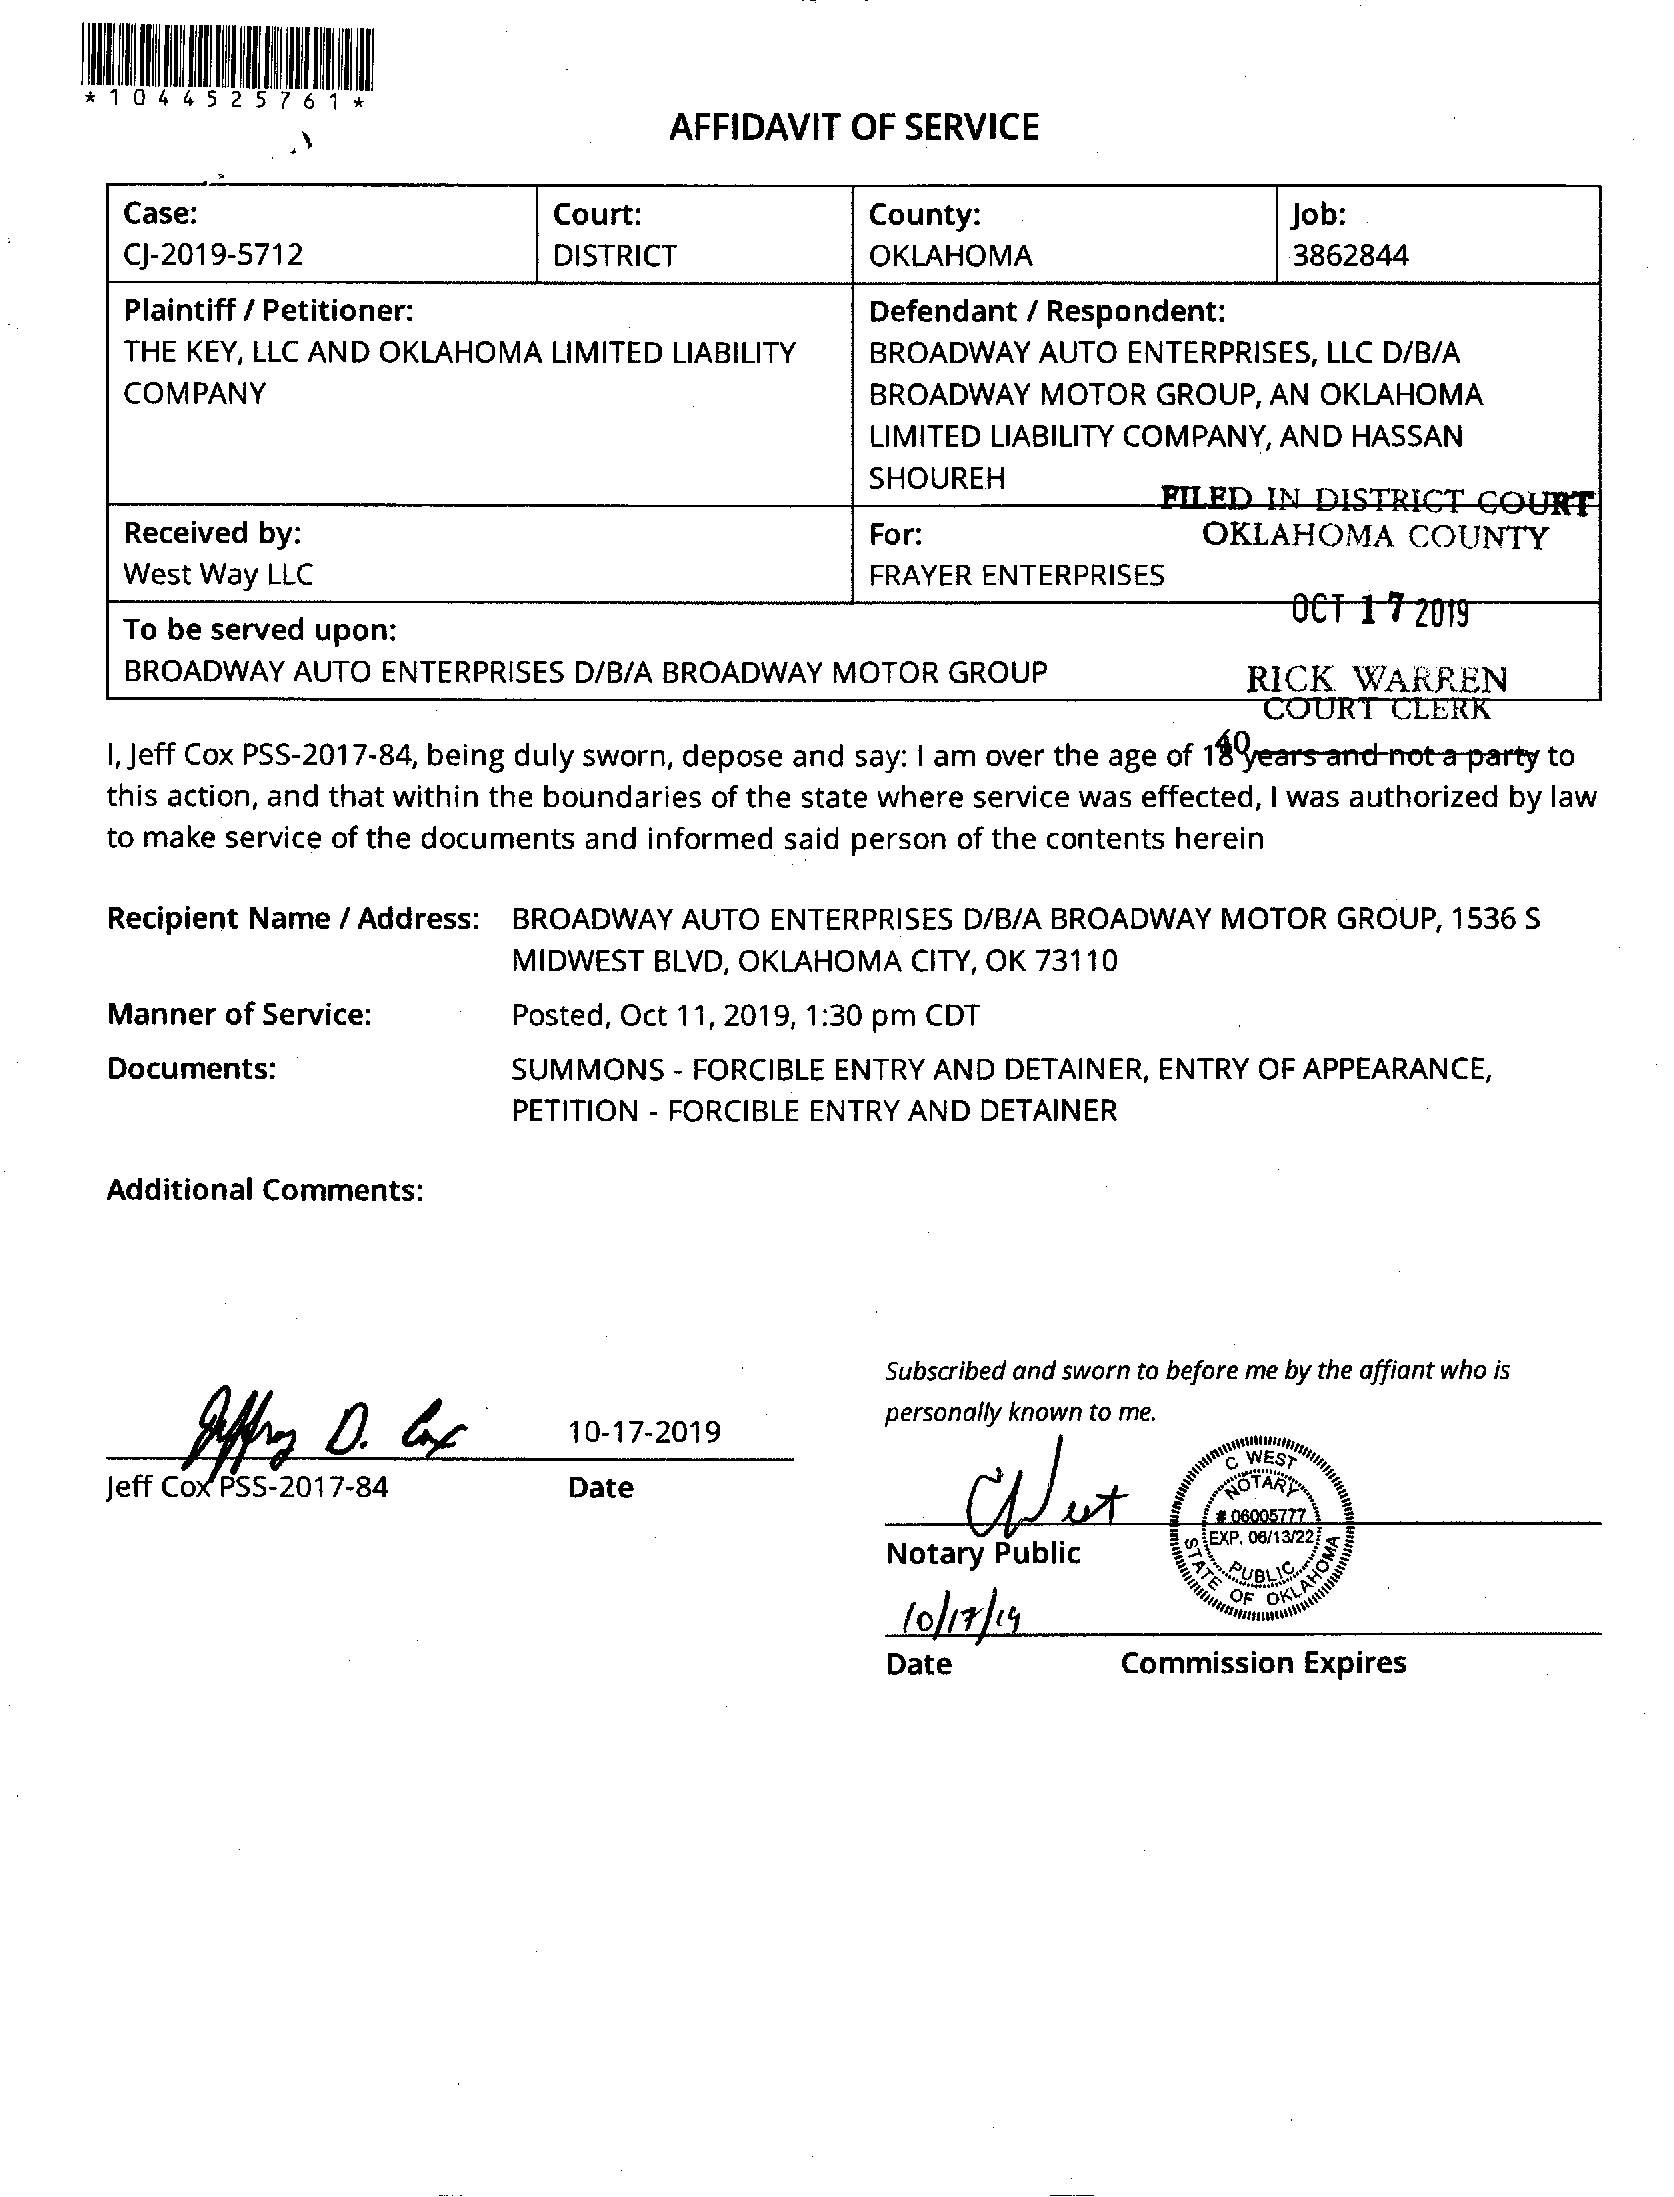 *1044525761*
AFFIDAVIT OF SERVICE
Case:
CJ-2019-5712
Court:
DISTRICT
County:
OKLAHOMA
Job:
3862844
Plaintiff / Petitioner:
THE KEY, LLC AND OKLAHOMA LIMITED LIABILITY
COMPANY
Defendant / Respondent:
BROADWAY AUTO ENTERPRISES, LLC D/B/A
BROADWAY MOTOR GROUP, AN OKLAHOMA
LIMITED LIABILITY COMPANY, AND HASSAN
SHOUREH
FILED IN DISTRICT COURT
OKLAHOMA COUNTY
Received by:
West Way LLC
For:
FRAYER ENTERPRISES
OCT 17 2019
To be served upon:
BROADWAY AUTO ENTERPRISES D/B/A BROADWAY MOTOR GROUP
RICK WARREN
COURT CLERK
40
I, Jeff Cox PSS-2017-84, being duly sworn, depose and say: I am over the age of 18 years and not a party to
this action, and that within the boundaries of the state where service was effected, I was authorized by law
to make service of the documents and informed said person of the contents herein
Recipient Name / Address: BROADWAY AUTO ENTERPRISES D/B/A BROADWAY MOTOR GROUP, 1536 S
MIDWEST BLVD, OKLAHOMA CITY, OK 73110
Manner of Service: Posted, Oct 11, 2019, 1:30 pm CDT
Documents: SUMMONS - FORCIBLE ENTRY AND DETAINER, ENTRY OF APPEARANCE,
PETITION - FORCIBLE ENTRY AND DETAINER
Additional Comments:
Jeffrey D. Cox 10-17-2019
Jeff Cox PSS-2017-84 Date
Subscribed and sworn to before me by the affiant who is
personally known to me.
C West
Notary Public
C WEST
NOTARY
# 06005777
EXP. 06/13/22
PUBLIC
STATE OF OKLAHOMA
10/17/19
Date Commission Expires